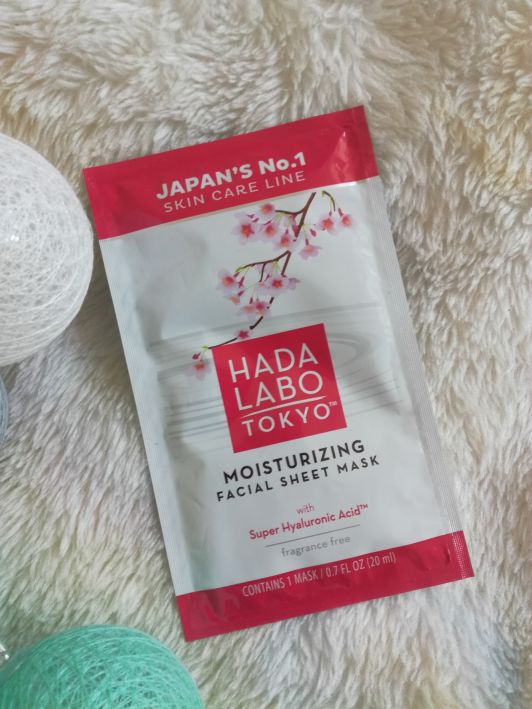 JAPAN'S No.1
SKIN CARE LINE
HADA
LABO
TOKYO™
MOISTURIZING
FACIAL SHEET MASK
with
Super Hyaluronic Acid™
fragrance free
CONTAINS 1 MASK / 0.7 FL OZ (20 ml)